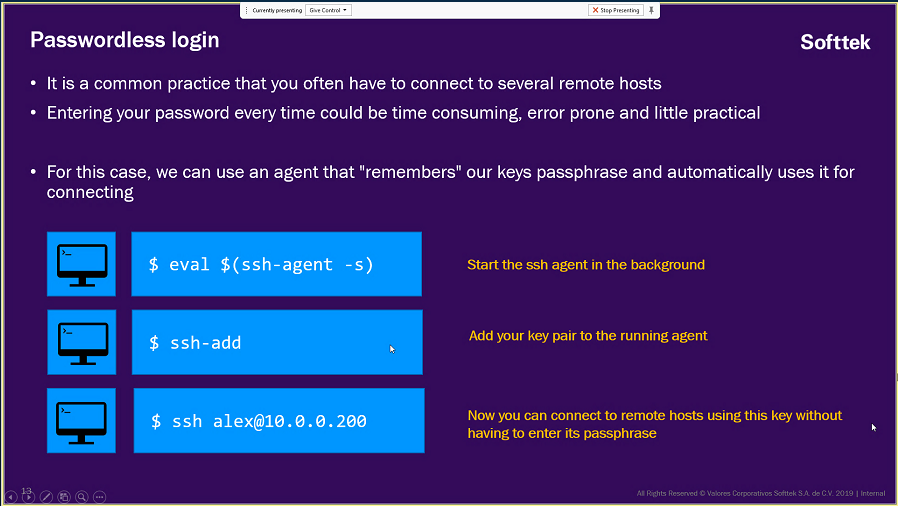 Currently presenting
Give Control
Stop Presenting
Passwordless login
Softtek
• It is a common practice that you often have to connect to several remote hosts
• Entering your password every time could be time consuming, error prone and little practical
• For this case, we can use an agent that "remembers" our keys passphrase and automatically uses it for
connecting
$ eval $(ssh-agent -s)
Start the ssh agent in the background
$ ssh-add
Add your key pair to the running agent
$ ssh alex@10.0.0.200
Now you can connect to remote hosts using this key without
having to enter its passphrase
13
All Rights Reserved © Valores Corporativos Softtek S.A. de C.V. 2019 | Internal